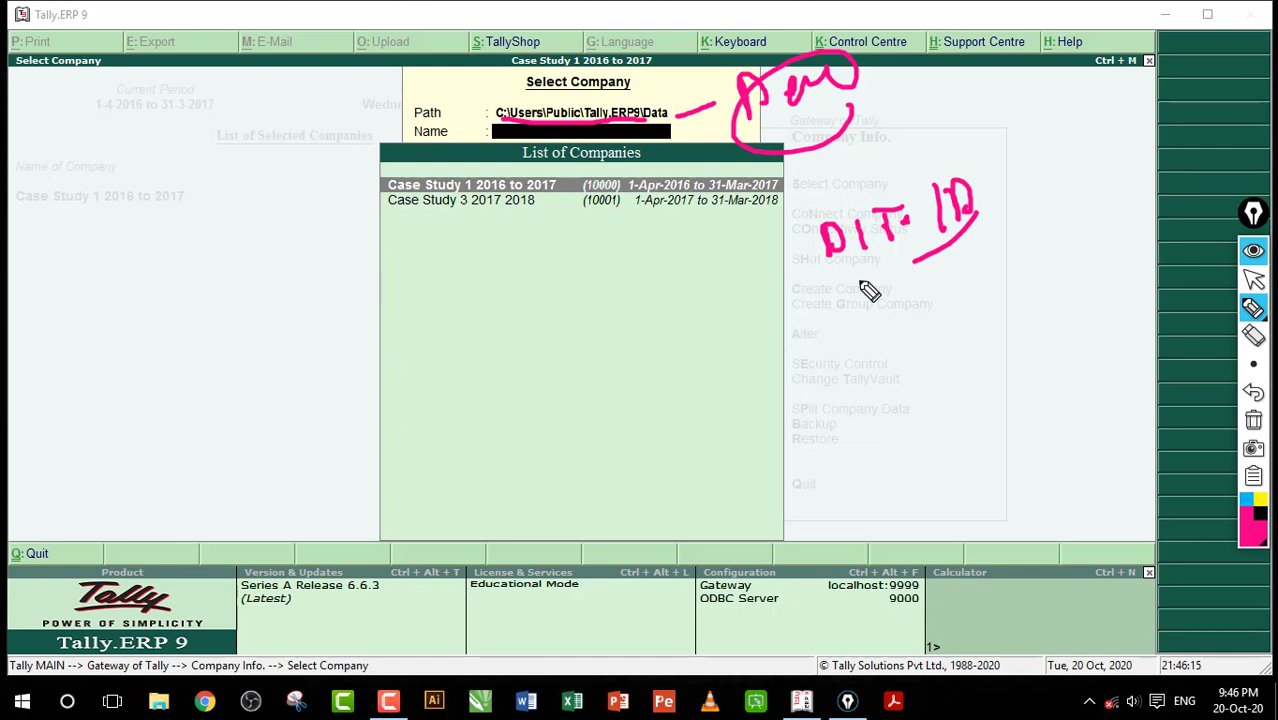 Tally.ERP 9
P: Print E: Export M: E-Mail O: Upload S: TallyShop G: Language K: Keyboard K: Control Centre H: Support Centre H: Help
Select Company Case Study 1 2016 to 2017 Ctrl + M
Current Period
1-4-2016 to 31-3-2017
List of Selected Companies
Name of Company
Case Study 1 2016 to 2017
Select Company
Path : C:\Users\Public\Tally.ERP9\Data
Name :
List of Companies
Case Study 1 2016 to 2017 (10000) 1-Apr-2016 to 31-Mar-2017
Case Study 3 2017 2018 (10001) 1-Apr-2017 to 31-Mar-2018
Gateway of Tally
Company Info.
Select Company
SHut Company
Create Company
Create Group Company
Alter
SEcurity Control
Change TallyVault
SPlit Company Data
Backup
Restore
Quit
Q: Quit
Product
Tally
POWER OF SIMPLICITY
Tally.ERP 9
Version & Updates Ctrl + Alt + T
Series A Release 6.6.3
(Latest)
License & Services Ctrl + Alt + L
Educational Mode
Configuration Ctrl + Alt + F
Gateway localhost:9999
ODBC Server 9000
Calculator Ctrl + N
1>
Tally MAIN --> Gateway of Tally --> Company Info. --> Select Company © Tally Solutions Pvt Ltd., 1988-2020 Tue, 20 Oct, 2020 21:46:15
ENG
9:46 PM
20-Oct-20